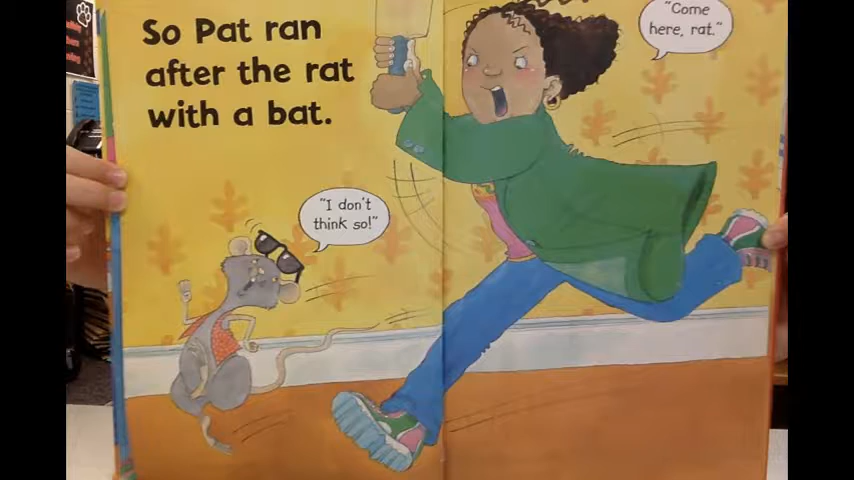 So Pat ran
after the rat
with a bat.
"Come
here, rat."
"I don't
think so!"